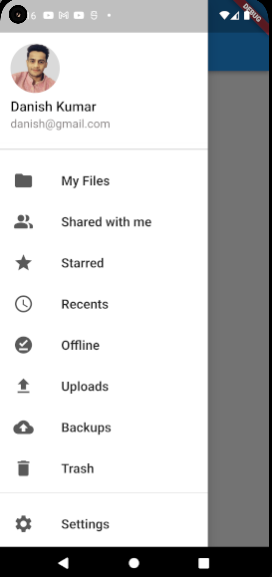 Danish Kumar
danish@gmail.com
My Files
Shared with me
Starred
Recents
Offline
Uploads
Backups
Trash
Settings
DEBUG